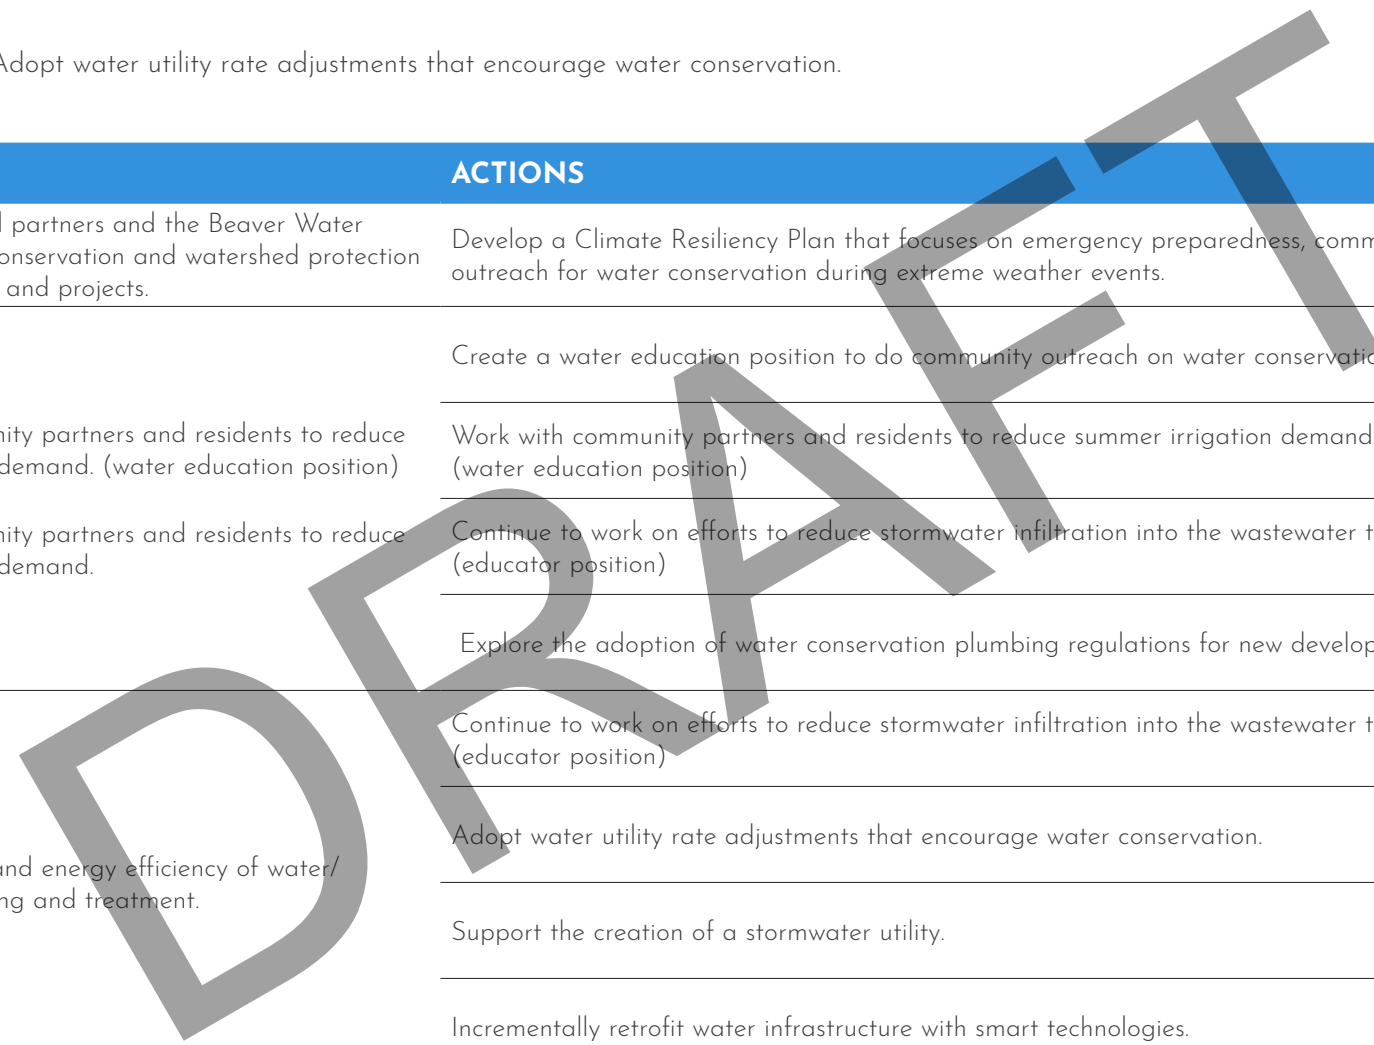 Adopt water utility rate adjustments that encourage water conservation.
ACTIONS
partners and the Beaver Water
onservation and watershed protection
and projects.
Develop a Climate Resiliency Plan that focuses on emergency preparedness, comm
outreach for water conservation during extreme weather events.
Create a water education position to do community outreach on water conservatio
nity partners and residents to reduce
demand. (water education position)
Work with community partners and residents to reduce summer irrigation demand
(water education position)
nity partners and residents to reduce
demand.
Continue to work on efforts to reduce stormwater infiltration into the wastewater t
(educator position)
Explore the adoption of water conservation plumbing regulations for new develop
Continue to work on efforts to reduce stormwater infiltration into the wastewater t
(educator position)
and energy efficiency of water/
ng and treatment.
Adopt water utility rate adjustments that encourage water conservation.
Support the creation of a stormwater utility.
Incrementally retrofit water infrastructure with smart technologies.
DRAFT